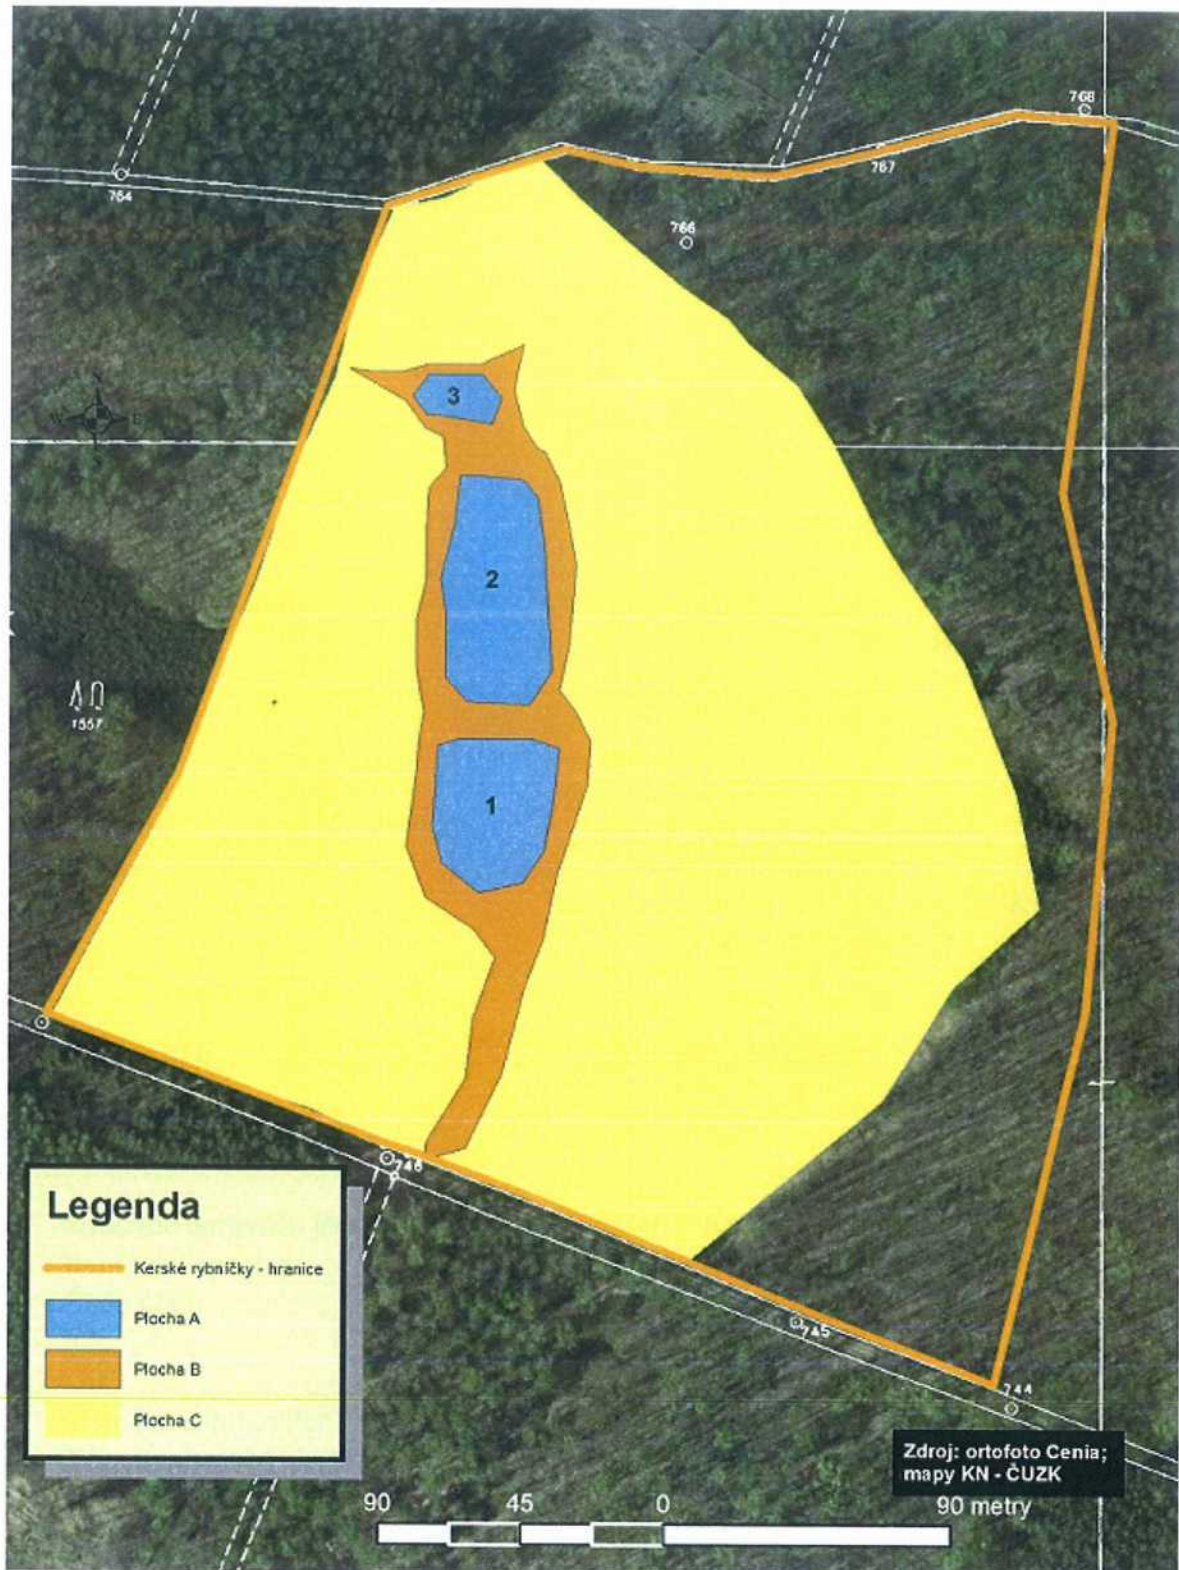 768
764
767
766
3
2
1557
1
746
745
744
Legenda
Kerské rybníčky - hranice
Plocha A
Plocha B
Plocha C
Zdroj: ortofoto Cenia;
mapy KN - ČUZK
90 45 0 90 metry